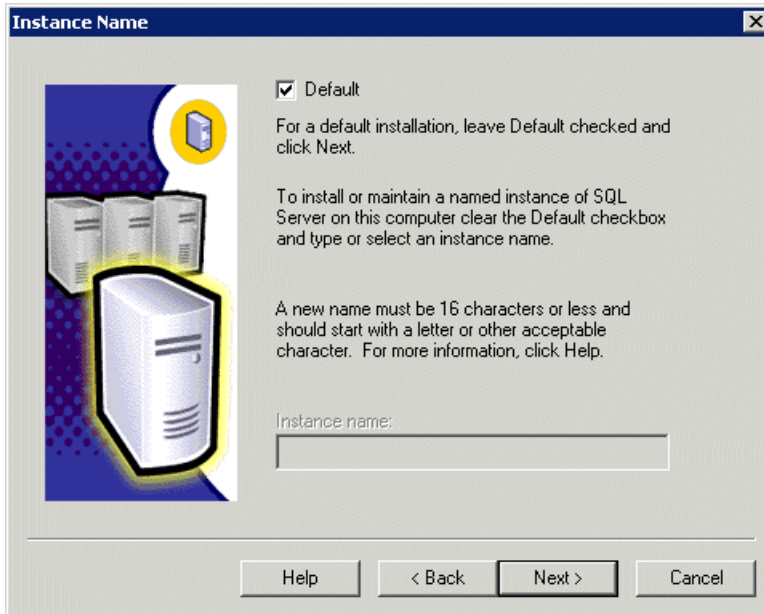 Instance Name
Default
For a default installation, leave Default checked and
click Next.
To install or maintain a named instance of SQL
Server on this computer clear the Default checkbox
and type or select an instance name.
A new name must be 16 characters or less and
should start with a letter or other acceptable
character.  For more information, click Help.
Instance name:
Help
< Back
Next >
Cancel